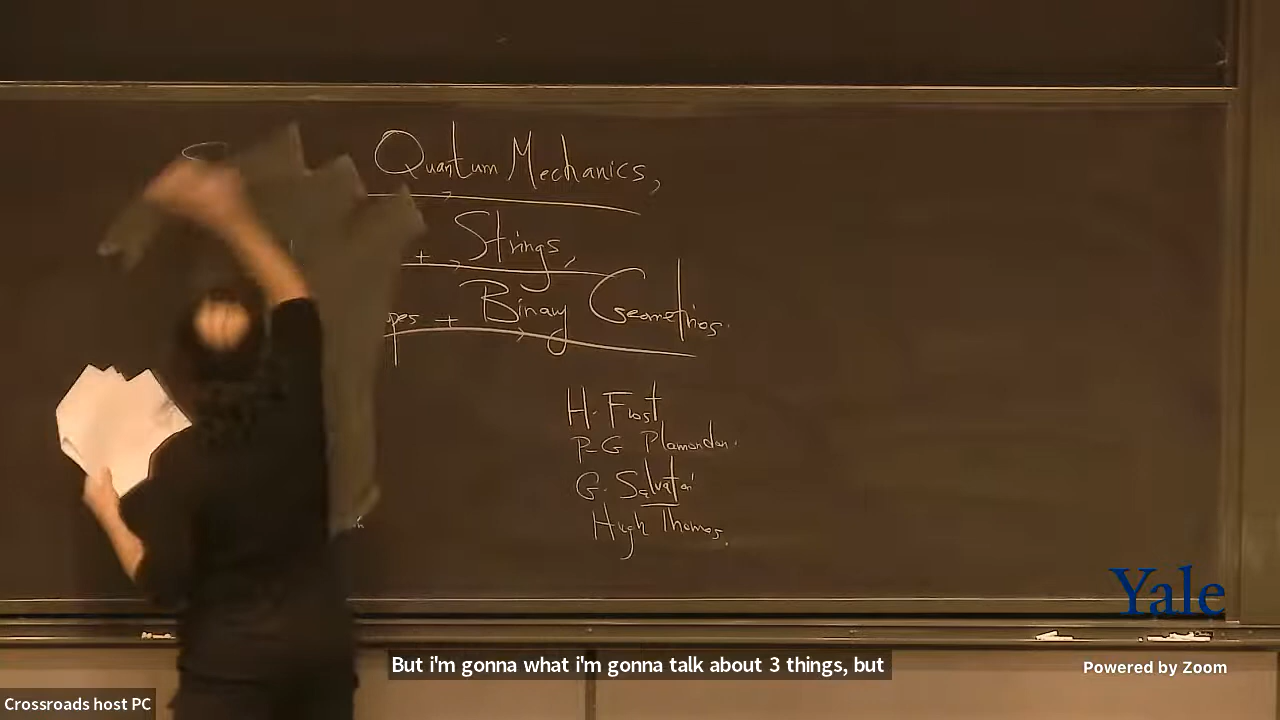 Quantum Mechanics,
+ Strings,
pes + Binary Geometries.
H. Frost
P-G Plamondon.
G. Salvatori
Hugh Thomas.
Yale
But i'm gonna what i'm gonna talk about 3 things, but
Powered by Zoom
Crossroads host PC